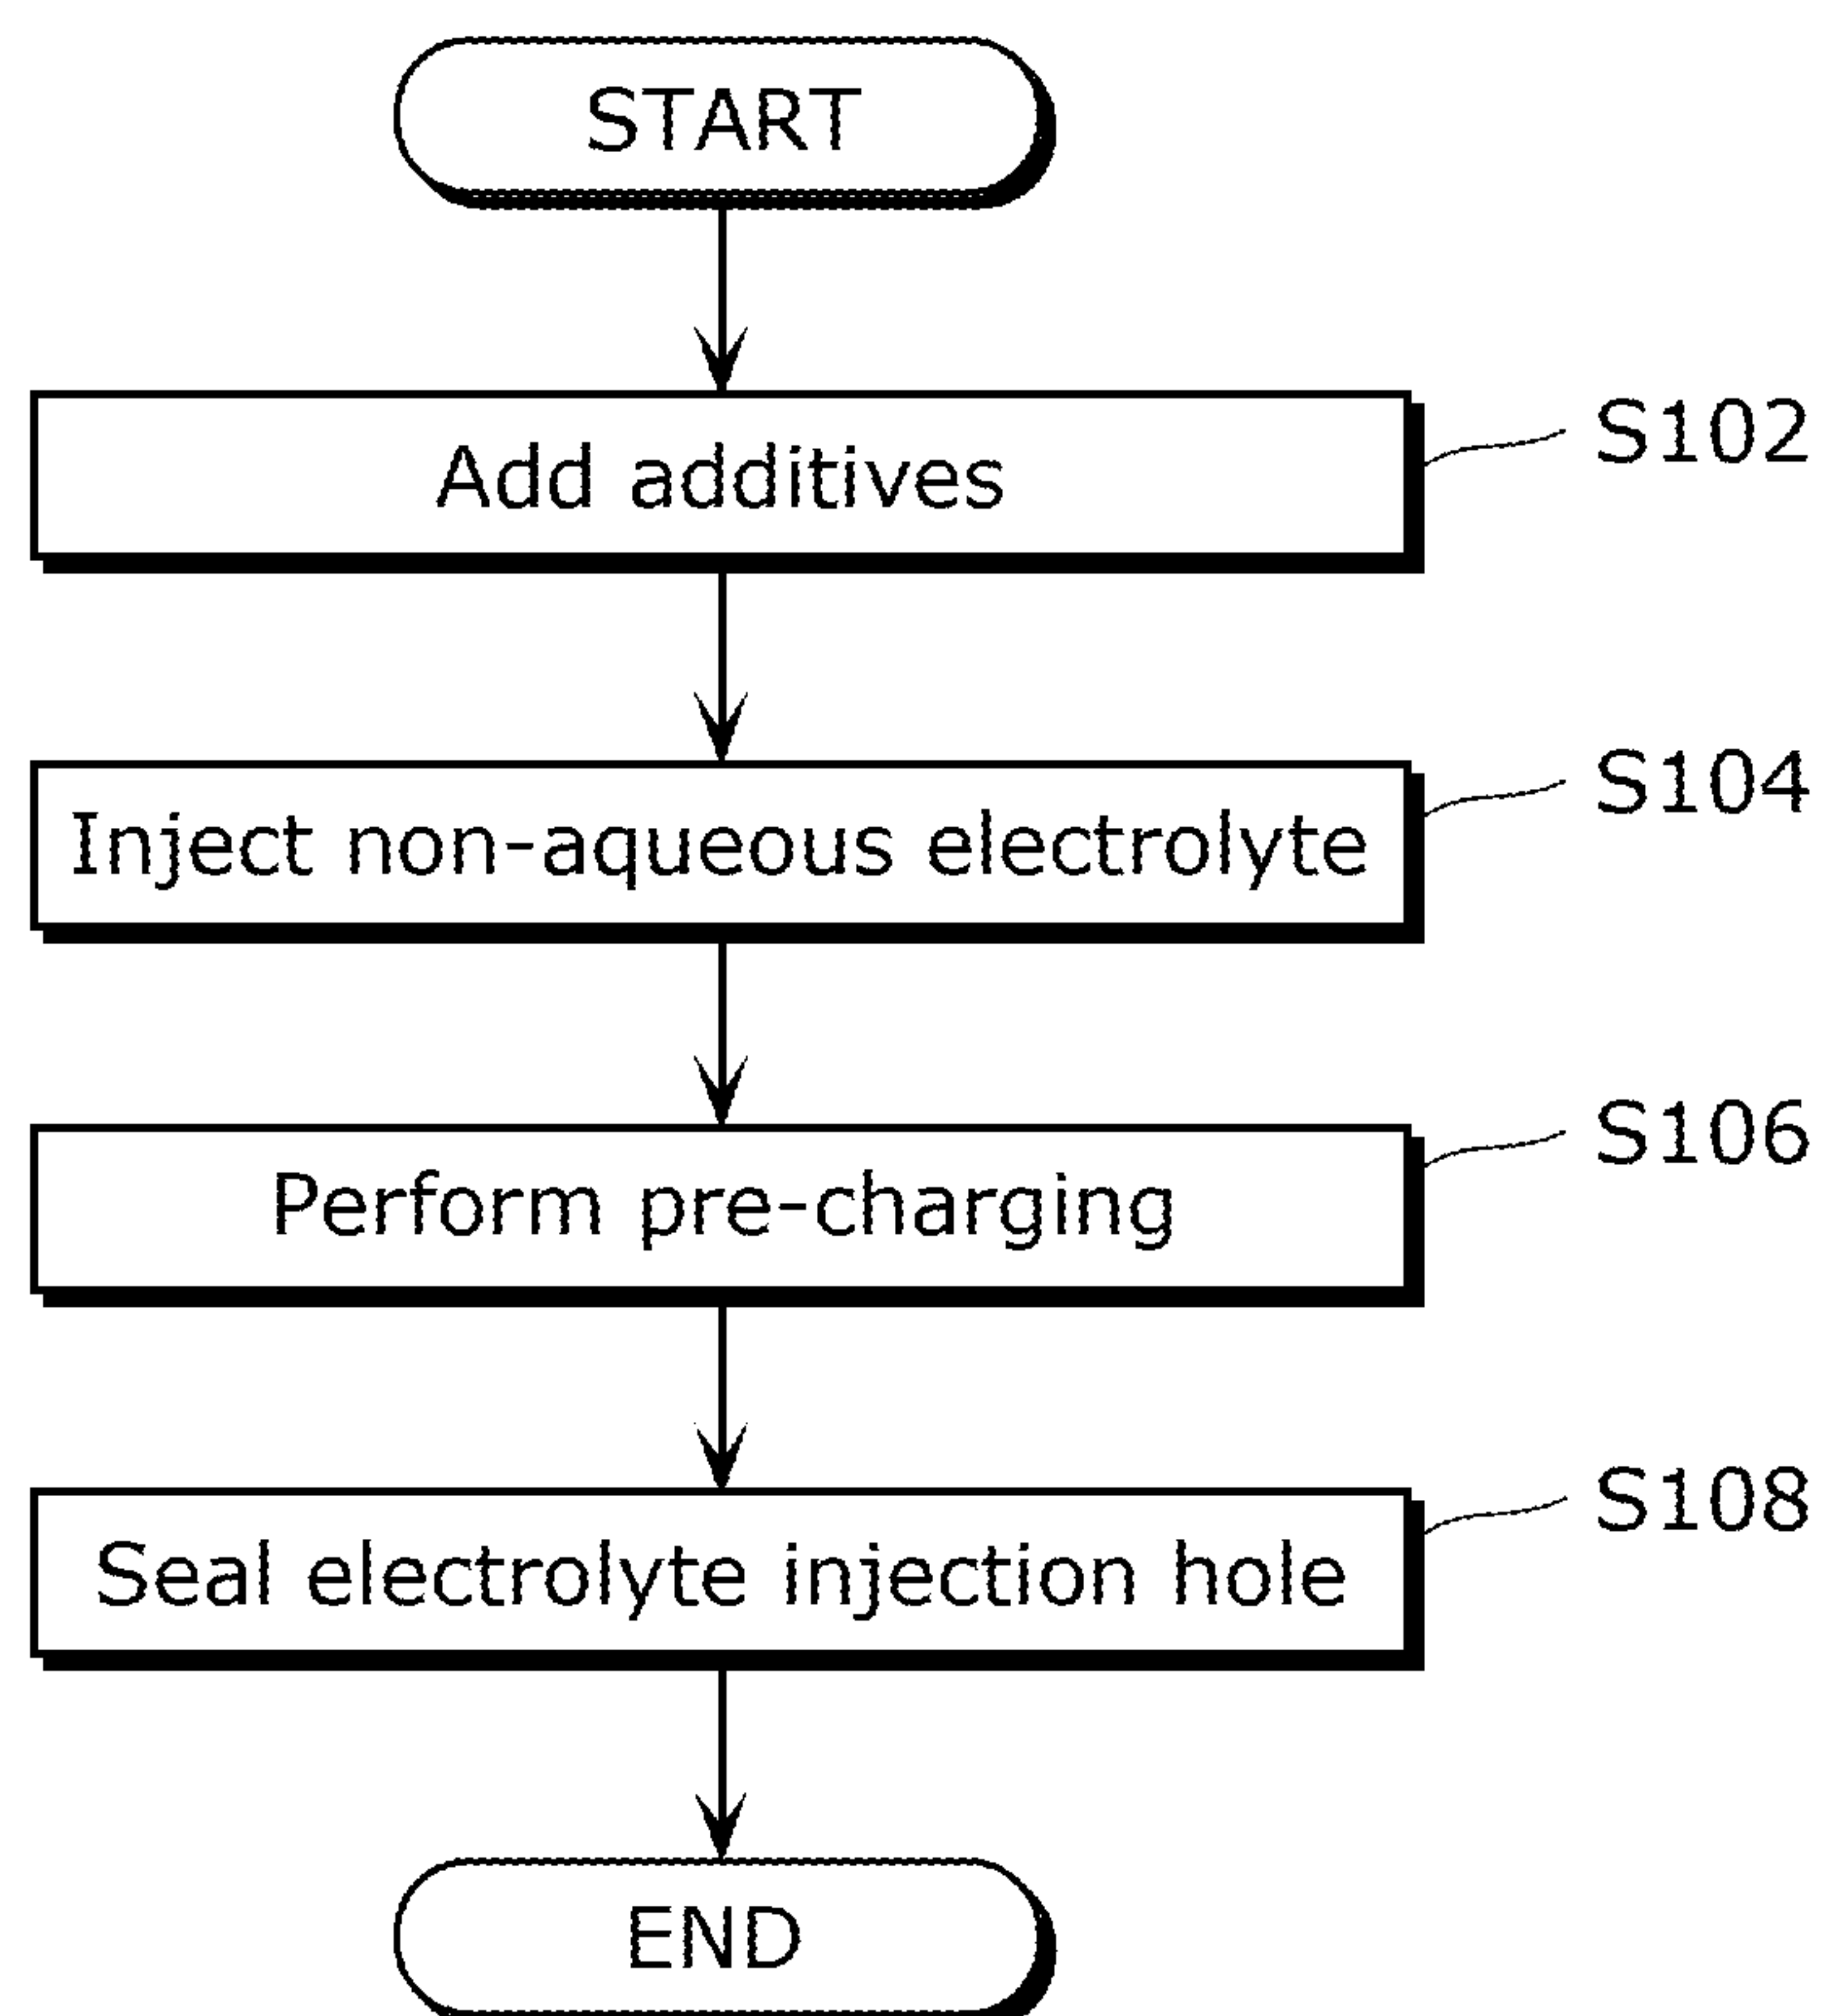 START
Add additives
S102
Inject non-aqueous electrolyte
S104
Perform pre-charging
S106
Seal electrolyte injection hole
S108
END